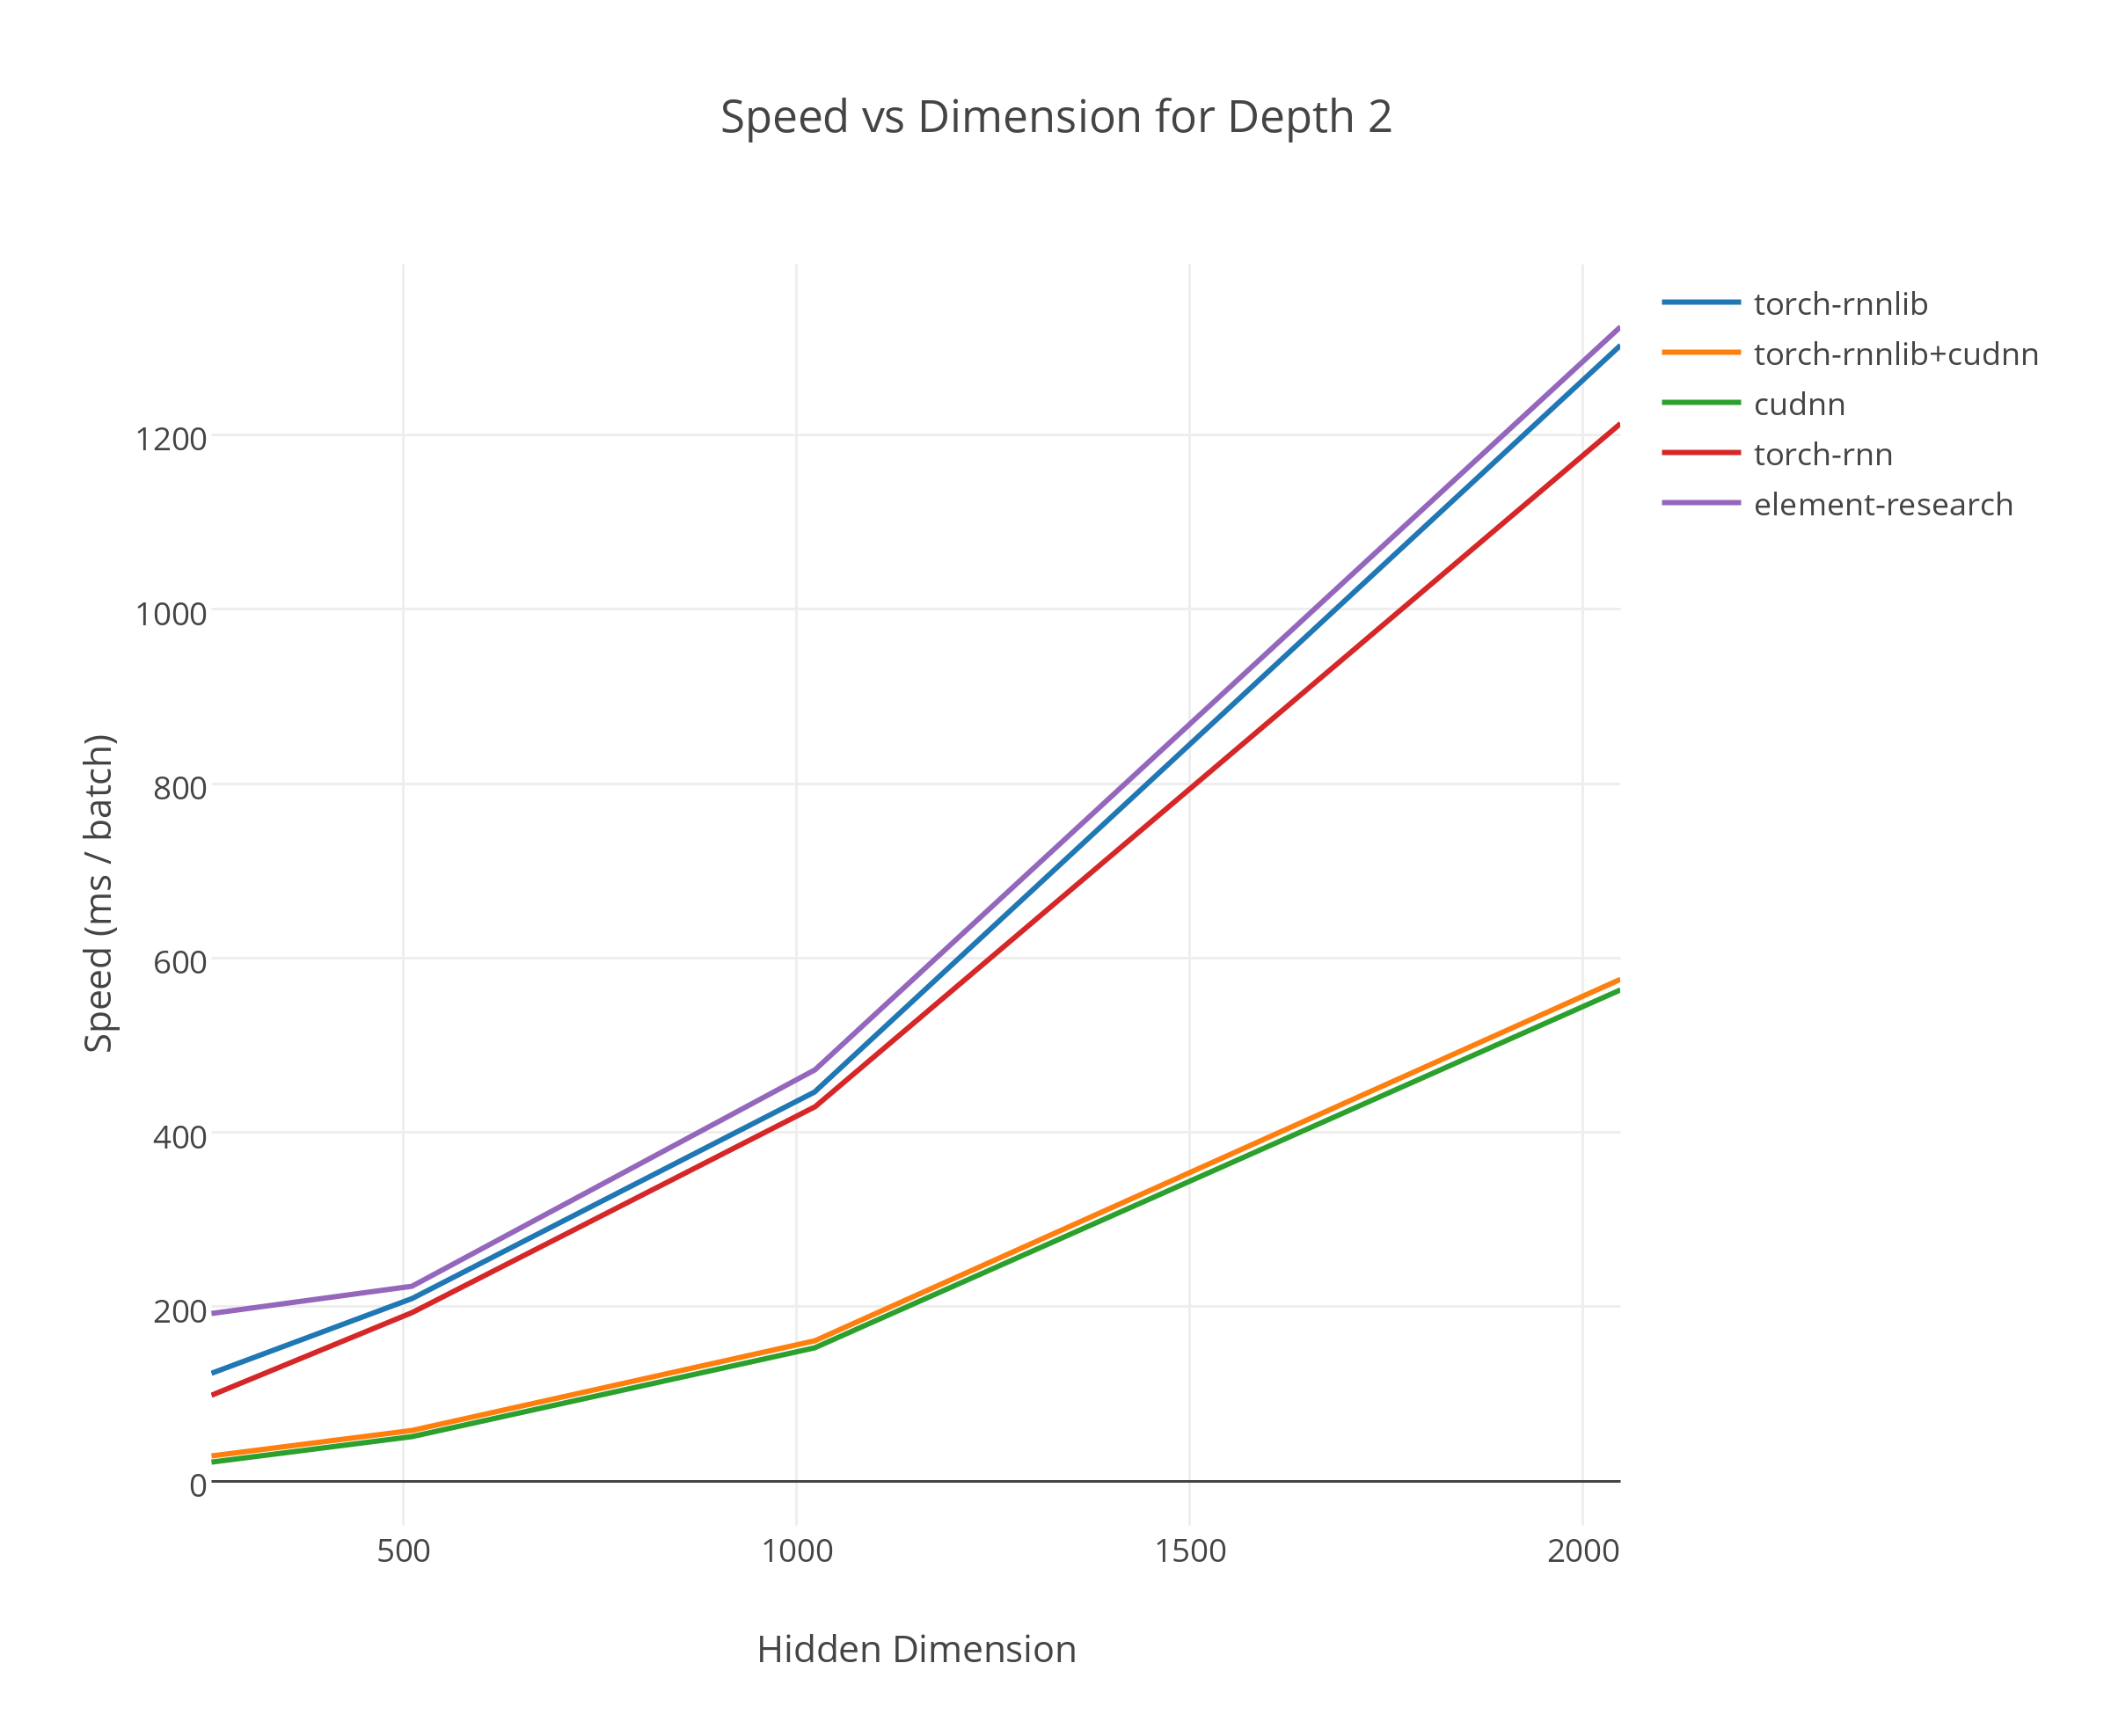 Speed vs Dimension for Depth 2
torch-rnnlib
torch-rnnlib+cudnn
cudnn
torch-rnn
element-research
Speed (ms / batch)
1200
1000
800
600
400
200
0
500 1000 1500 2000
Hidden Dimension